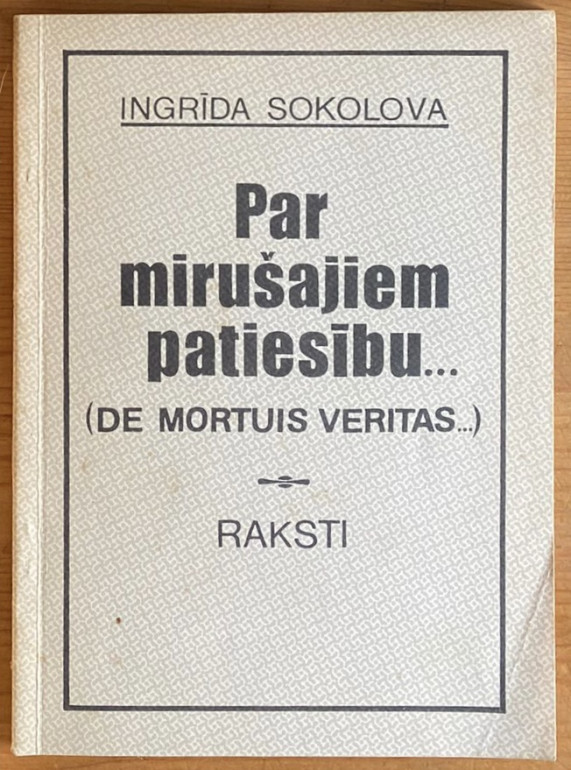 INGRĪDA SOKOLOVA
Par
mirušajiem
patiesību...
(DE MORTUIS VERITAS...)
RAKSTI